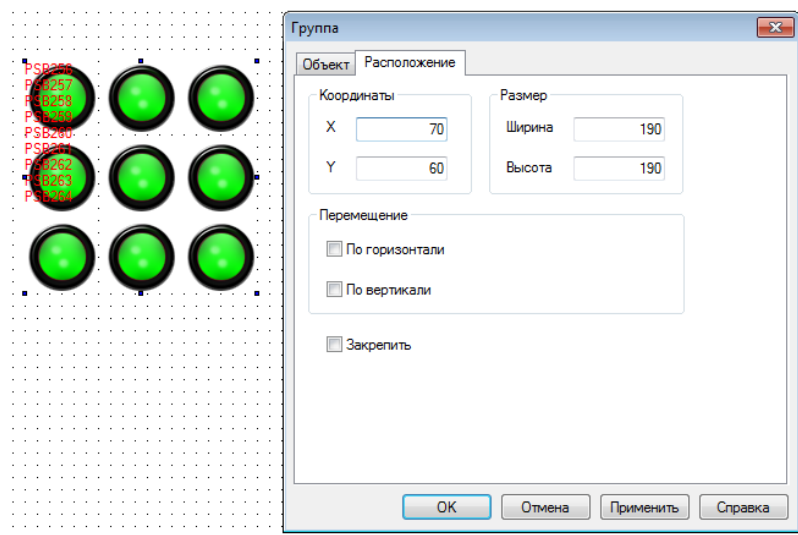 PSB256
PSB257
PSB258
PSB259
PSB260
PSB261
PSB262
PSB263
PSB264
Группа
Объект Расположение
Координаты Размер
X 70 Ширина 190
Y 60 Высота 190
Перемещение
По горизонтали
По вертикали
Закрепить
OK Отмена Применить Справка